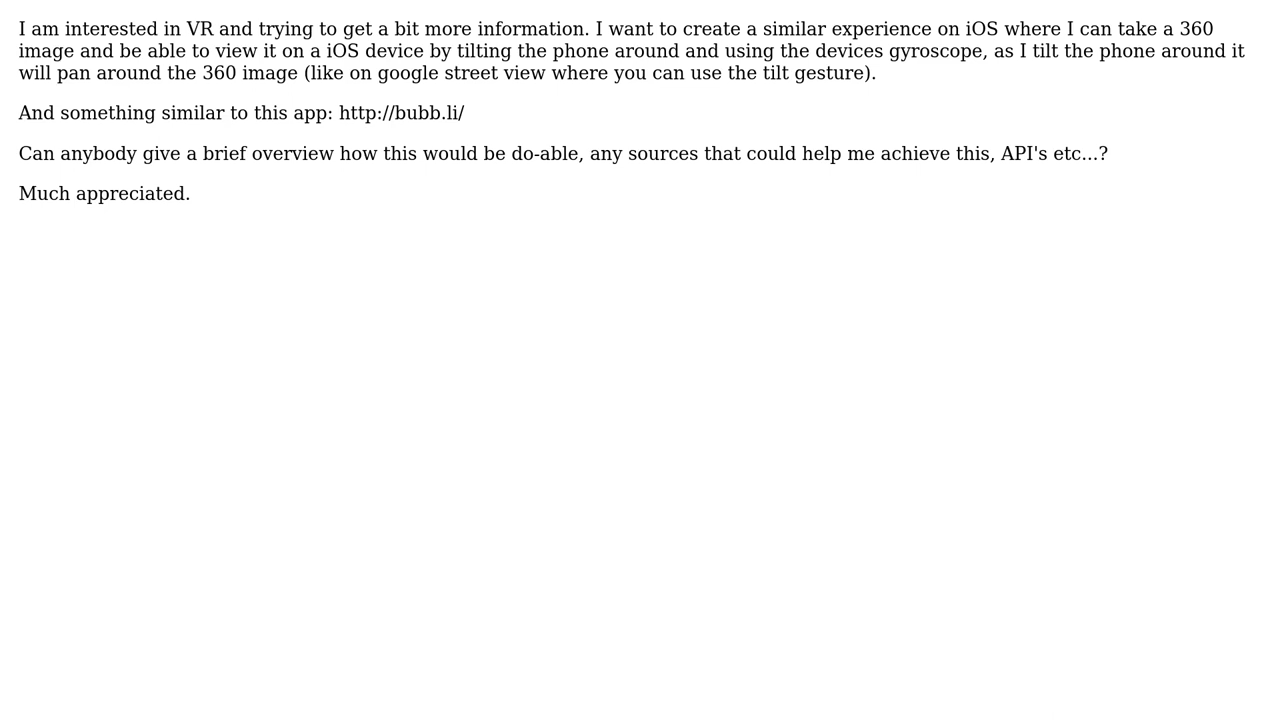 I am interested in VR and trying to get a bit more information. I want to create a similar experience on iOS where I can take a 360
image and be able to view it on a iOS device by tilting the phone around and using the devices gyroscope, as I tilt the phone around it
will pan around the 360 image (like on google street view where you can use the tilt gesture).
And something similar to this app: http://bubb.li/
Can anybody give a brief overview how this would be do-able, any sources that could help me achieve this, API's etc...?
Much appreciated.